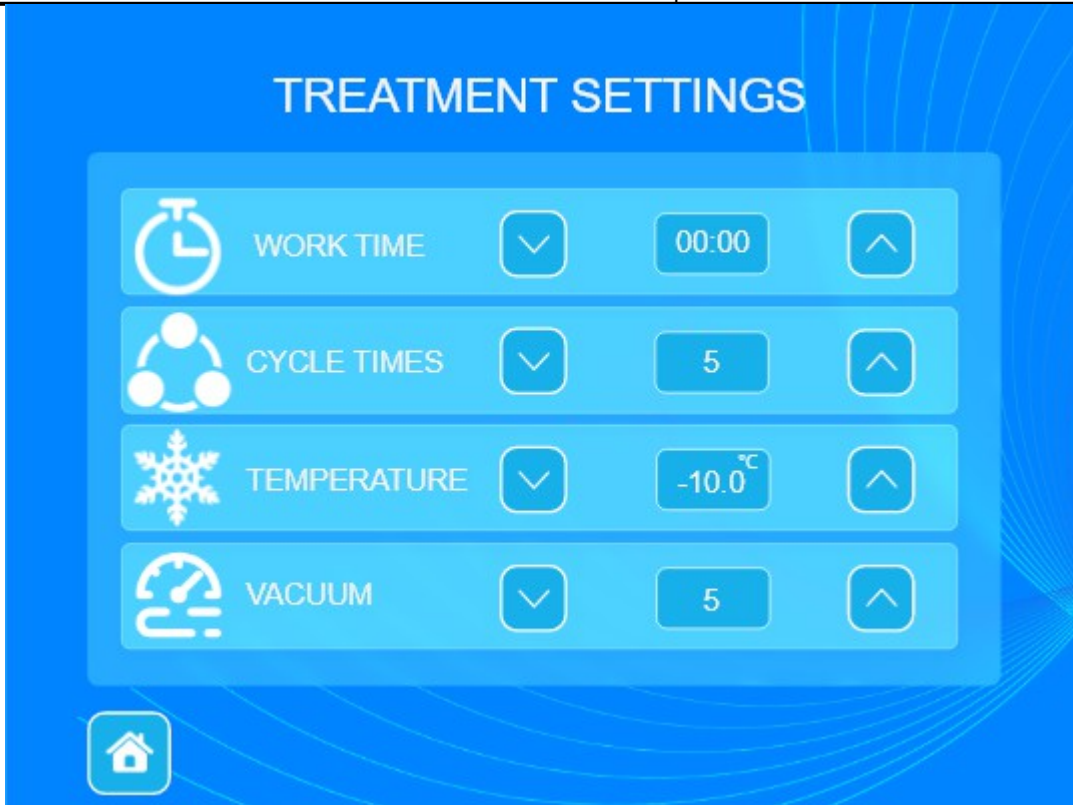 TREATMENT SETTINGS
WORK TIME 00:00
CYCLE TIMES 5
TEMPERATURE -10.0℃
VACUUM 5